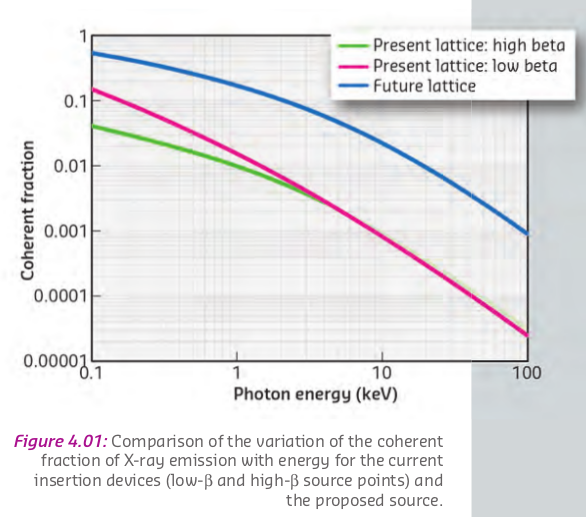 1
Present lattice: high beta
Present lattice: low beta
Future lattice
0.1
0.01
0.001
0.0001
0.00001
Coherent fraction
0.1 1 10 100
Photon energy (keV)
Figure 4.01: Comparison of the variation of the coherent
fraction of X-ray emission with energy for the current
insertion devices (low-β and high-β source points) and
the proposed source.